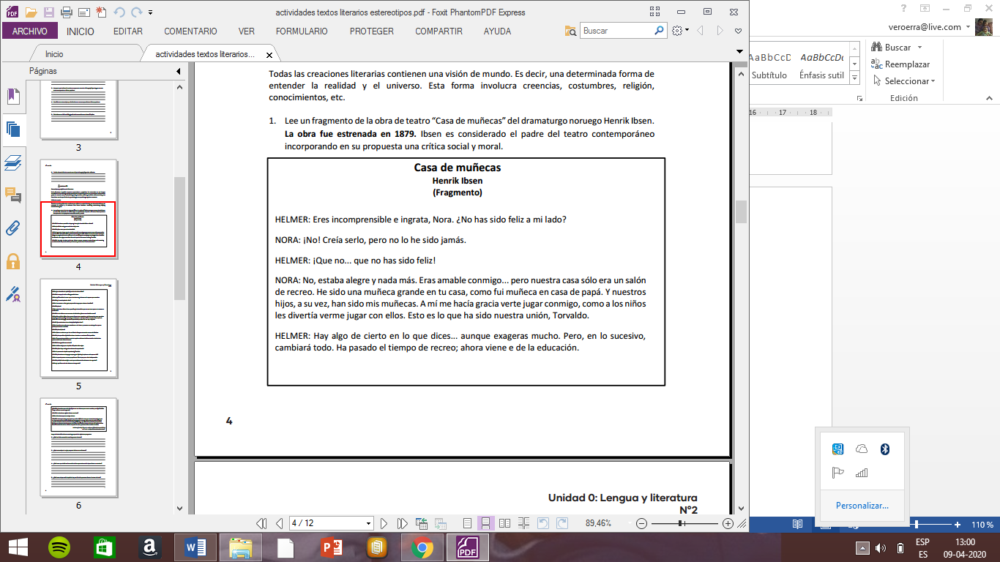 actividades textos literarios estereotipos.pdf - Foxit PhantomPDF Express
ARCHIVO INICIO EDITAR COMENTARIO VER FORMULARIO PROTEGER COMPARTIR AYUDA Buscar
veroerra@live.com
AaBbCcD AaBbCcDc
Subtítulo Énfasis sutil
Buscar
Reemplazar
Seleccionar
Edición
Inicio actividades textos literarios...
Páginas
3
4
5
6
16 17 18
Todas las creaciones literarias contienen una visión de mundo. Es decir, una determinada forma de
entender la realidad y el universo. Esta forma involucra creencias, costumbres, religión,
conocimientos, etc.
1. Lee un fragmento de la obra de teatro “Casa de muñecas” del dramaturgo noruego Henrik Ibsen.
La obra fue estrenada en 1879. Ibsen es considerado el padre del teatro contemporáneo
incorporando en su propuesta una crítica social y moral.
Casa de muñecas
Henrik Ibsen
(Fragmento)
HELMER: Eres incomprensible e ingrata, Nora. ¿No has sido feliz a mi lado?
NORA: ¡No! Creía serlo, pero no lo he sido jamás.
HELMER: ¡Que no... que no has sido feliz!
NORA: No, estaba alegre y nada más. Eras amable conmigo... pero nuestra casa sólo era un salón
de recreo. He sido una muñeca grande en tu casa, como fui muñeca en casa de papá. Y nuestros
hijos, a su vez, han sido mis muñecas. A mí me hacía gracia verte jugar conmigo, como a los niños
les divertía verme jugar con ellos. Esto es lo que ha sido nuestra unión, Torvaldo.
HELMER: Hay algo de cierto en lo que dices... aunque exageras mucho. Pero, en lo sucesivo,
cambiará todo. Ha pasado el tiempo de recreo; ahora viene e de la educación.
4
Unidad 0: Lengua y literatura
N°2
4 / 12
89,46%
Personalizar...
110 %
ESP
ES
13:00
09-04-2020